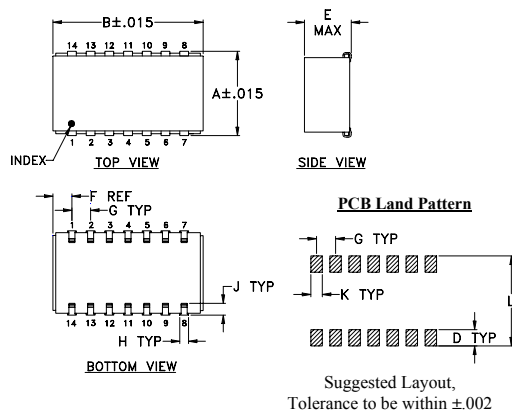 B±.015
14 13 12 11 10 9 8
A±.015
INDEX
1 2 3 4 5 6 7
TOP VIEW
E
MAX
SIDE VIEW
F REF
G TYP
1 2 3 4 5 6 7
J TYP
14 13 12 11 10 9 8
H TYP
BOTTOM VIEW
PCB Land Pattern
G TYP
K TYP
L
D TYP
Suggested Layout,
Tolerance to be within ±.002